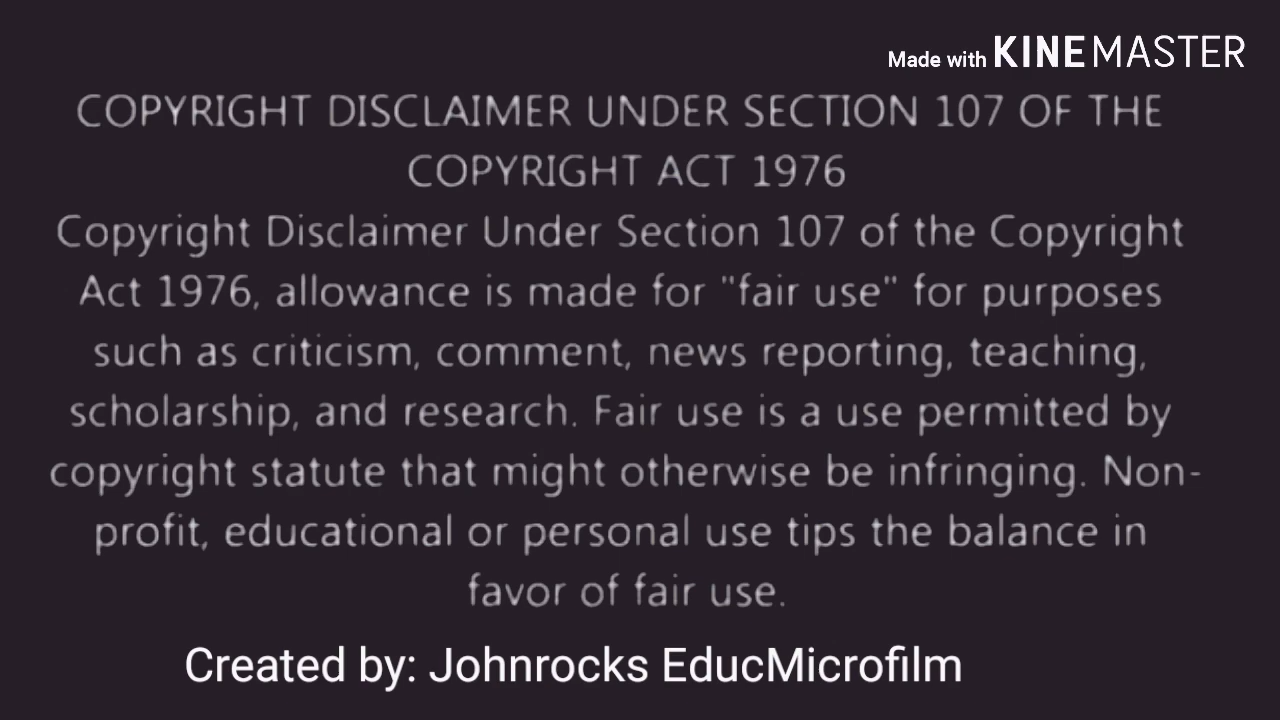 Made with KINEMASTER
COPYRIGHT DISCLAIMER UNDER SECTION 107 OF THE
COPYRIGHT ACT 1976
Copyright Disclaimer Under Section 107 of the Copyright
Act 1976, allowance is made for "fair use" for purposes
such as criticism, comment, news reporting, teaching,
scholarship, and research. Fair use is a use permitted by
copyright statute that might otherwise be infringing. Non-
profit, educational or personal use tips the balance in
favor of fair use.
Created by: Johnrocks EducMicrofilm